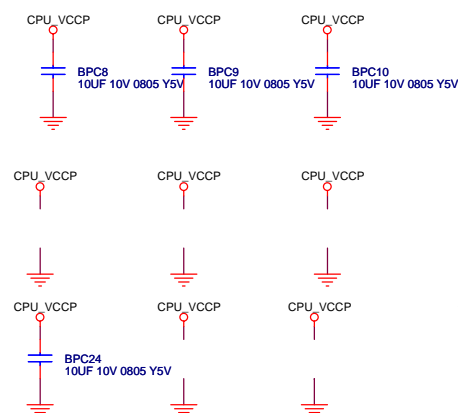 CPU_VCCP CPU_VCCP CPU_VCCP
BPC8 BPC9 BPC10
10UF 10V 0805 Y5V 10UF 10V 0805 Y5V 10UF 10V 0805 Y5V
CPU_VCCP CPU_VCCP CPU_VCCP
CPU_VCCP CPU_VCCP CPU_VCCP
BPC24
10UF 10V 0805 Y5V